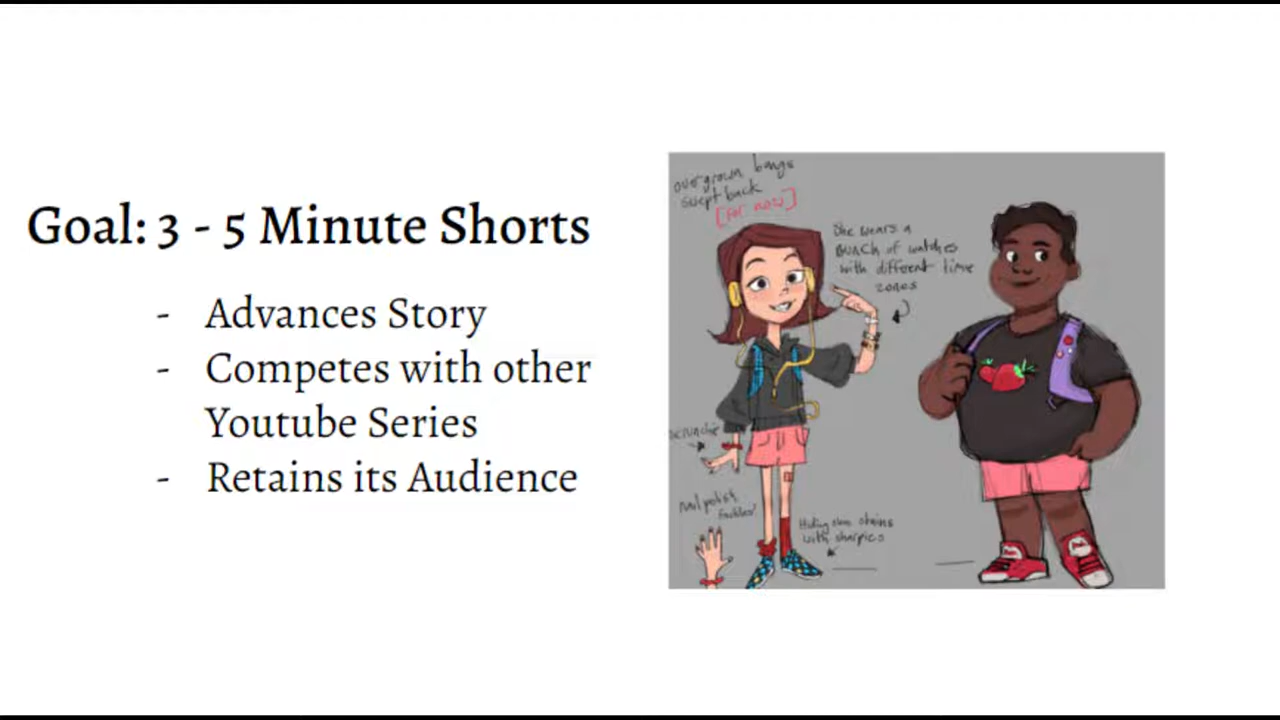 Goal: 3 - 5 Minute Shorts
- Advances Story
- Competes with other
Youtube Series
- Retains its Audience
overgrown bangs
swept back
[for now]
She wears a
BUNCH of watches
with different time
zones
scrunchie
nail polish
Hiding shoe stains
with sharpies